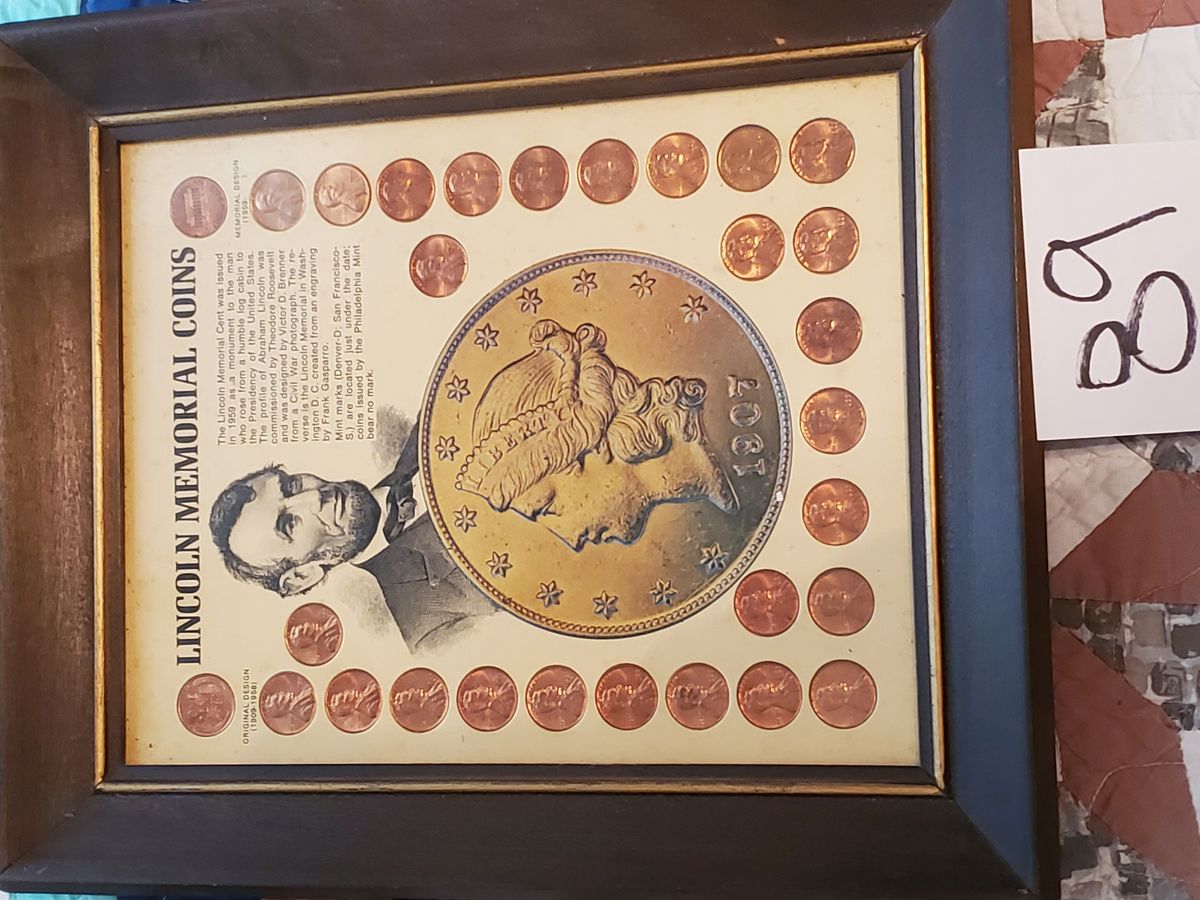 LINCOLN MEMORIAL COINS
ORIGINAL DESIGN
(1909-1958)
MEMORIAL DESIGN
(1959-        )
The Lincoln Memorial Cent was issued
in 1959 as a monument to the man
who rose from a humble log cabin to
the Presidency of the United States.
The profile of Abraham Lincoln was
commissioned by Theodore Roosevelt
and was designed by Victor D. Brenner
from a Civil War photograph. The re-
verse is the Lincoln Memorial in Wash-
ington D. C, created from an engraving
by Frank Gasparro.
Mint marks (Denver-D; San Francisco-
S.) are located just under the date;
coins issued by the Philadelphia Mint
bear no mark.
LIBERTY
1907
89